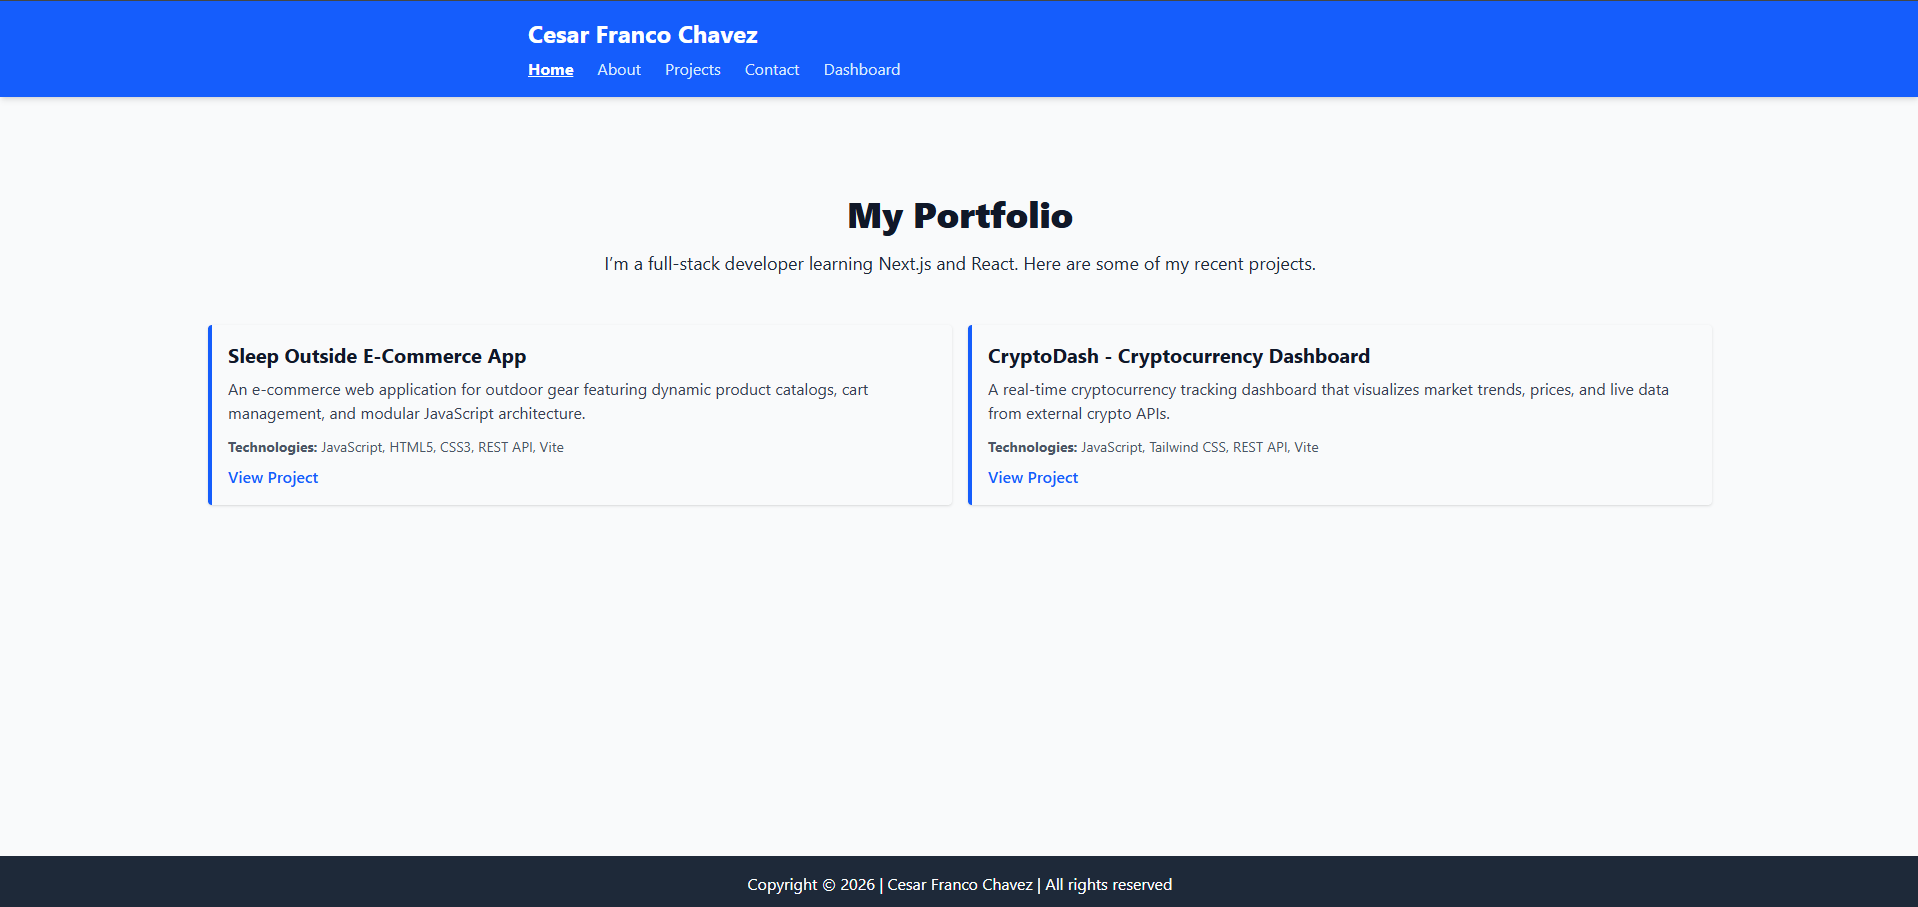 Cesar Franco Chavez
Home About Projects Contact Dashboard
My Portfolio
I’m a full-stack developer learning Next.js and React. Here are some of my recent projects.
Sleep Outside E-Commerce App
An e-commerce web application for outdoor gear featuring dynamic product catalogs, cart
management, and modular JavaScript architecture.
Technologies: JavaScript, HTML5, CSS3, REST API, Vite
View Project
CryptoDash - Cryptocurrency Dashboard
A real-time cryptocurrency tracking dashboard that visualizes market trends, prices, and live data
from external crypto APIs.
Technologies: JavaScript, Tailwind CSS, REST API, Vite
View Project
Copyright © 2026 | Cesar Franco Chavez | All rights reserved